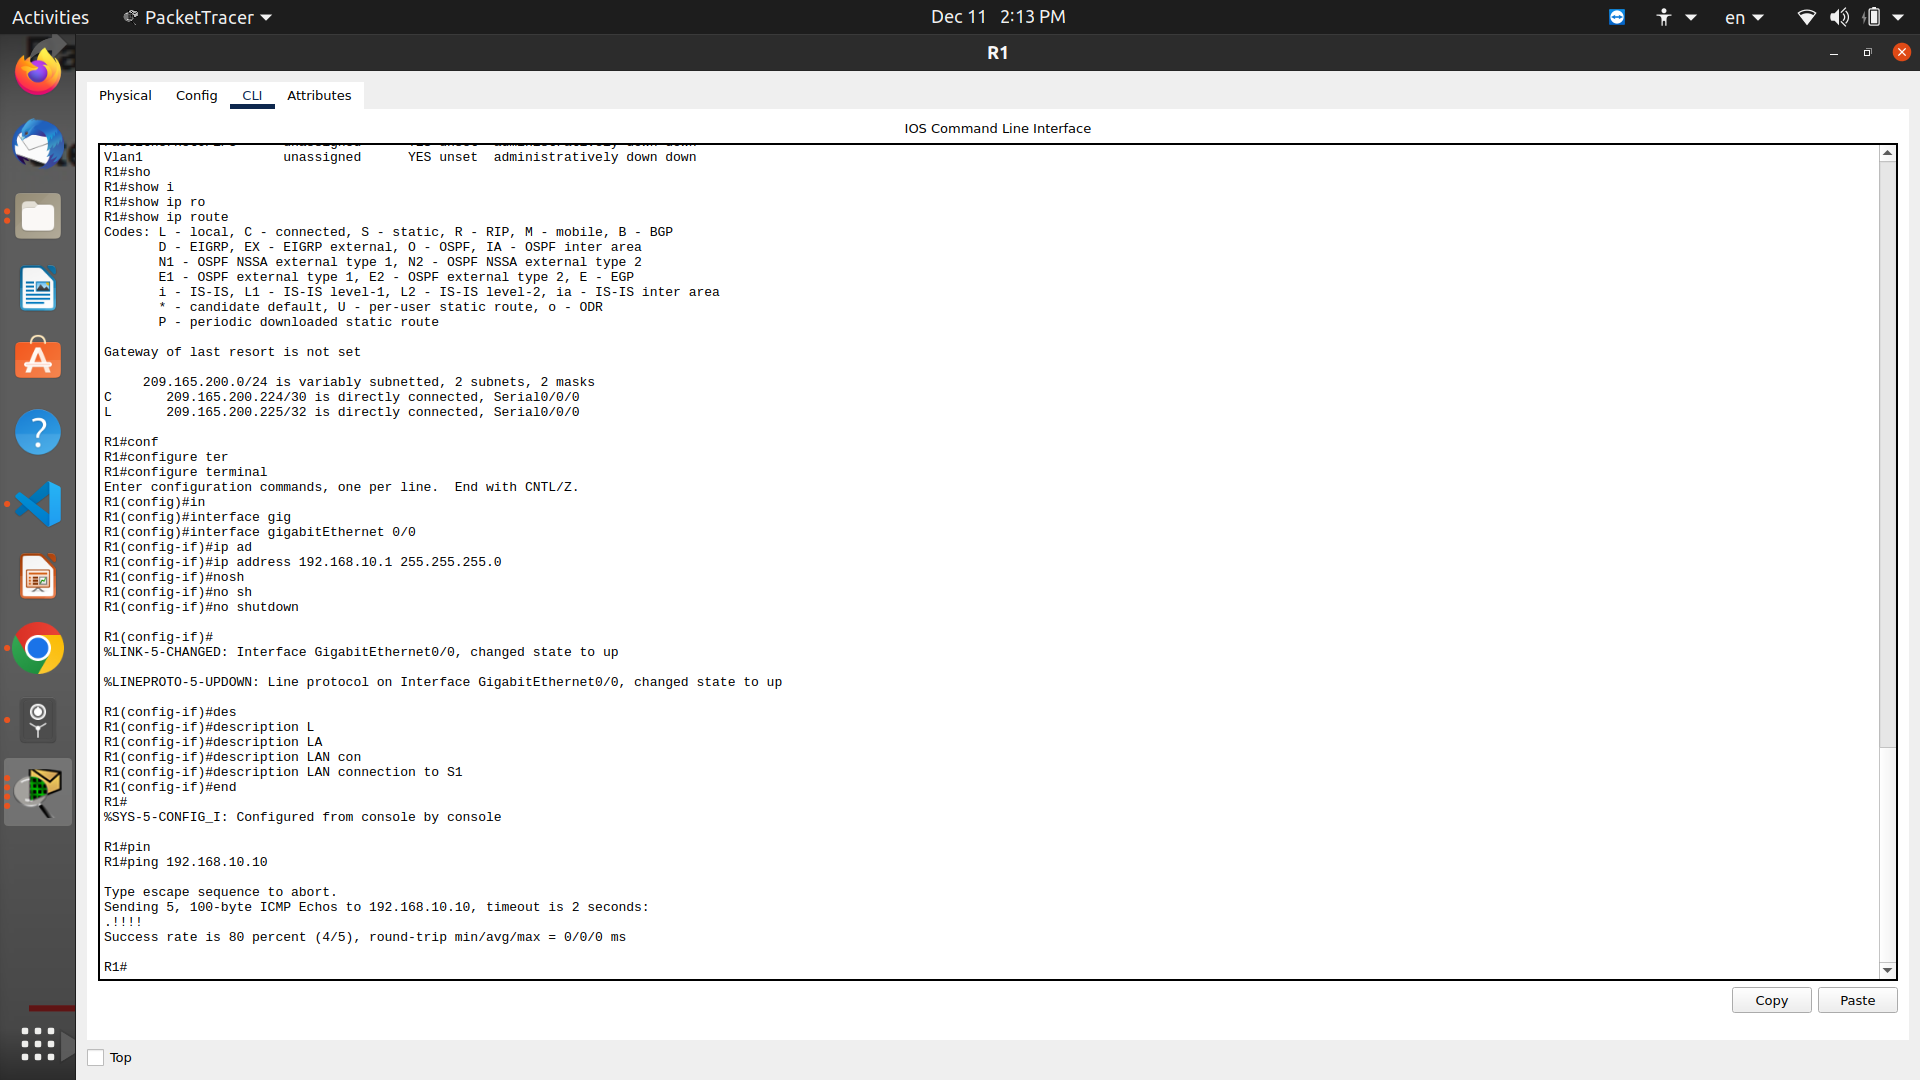 Activities
PacketTracer
Dec 11 2:13 PM
en
R1
Physical Config CLI Attributes
IOS Command Line Interface
Vlan1 unassigned YES unset administratively down down
R1#sho
R1#show i
R1#show ip ro
R1#show ip route
Codes: L - local, C - connected, S - static, R - RIP, M - mobile, B - BGP
D - EIGRP, EX - EIGRP external, O - OSPF, IA - OSPF inter area
N1 - OSPF NSSA external type 1, N2 - OSPF NSSA external type 2
E1 - OSPF external type 1, E2 - OSPF external type 2, E - EGP
i - IS-IS, L1 - IS-IS level-1, L2 - IS-IS level-2, ia - IS-IS inter area
* - candidate default, U - per-user static route, o - ODR
P - periodic downloaded static route
Gateway of last resort is not set
209.165.200.0/24 is variably subnetted, 2 subnets, 2 masks
C 209.165.200.224/30 is directly connected, Serial0/0/0
L 209.165.200.225/32 is directly connected, Serial0/0/0
R1#conf
R1#configure ter
R1#configure terminal
Enter configuration commands, one per line. End with CNTL/Z.
R1(config)#in
R1(config)#interface gig
R1(config)#interface gigabitEthernet 0/0
R1(config-if)#ip ad
R1(config-if)#ip address 192.168.10.1 255.255.255.0
R1(config-if)#nosh
R1(config-if)#no sh
R1(config-if)#no shutdown
R1(config-if)#
%LINK-5-CHANGED: Interface GigabitEthernet0/0, changed state to up
%LINEPROTO-5-UPDOWN: Line protocol on Interface GigabitEthernet0/0, changed state to up
R1(config-if)#des
R1(config-if)#description L
R1(config-if)#description LA
R1(config-if)#description LAN con
R1(config-if)#description LAN connection to S1
R1(config-if)#end
R1#
%SYS-5-CONFIG_I: Configured from console by console
R1#pin
R1#ping 192.168.10.10
Type escape sequence to abort.
Sending 5, 100-byte ICMP Echos to 192.168.10.10, timeout is 2 seconds:
.!!!!
Success rate is 80 percent (4/5), round-trip min/avg/max = 0/0/0 ms
R1#
Copy Paste
Top